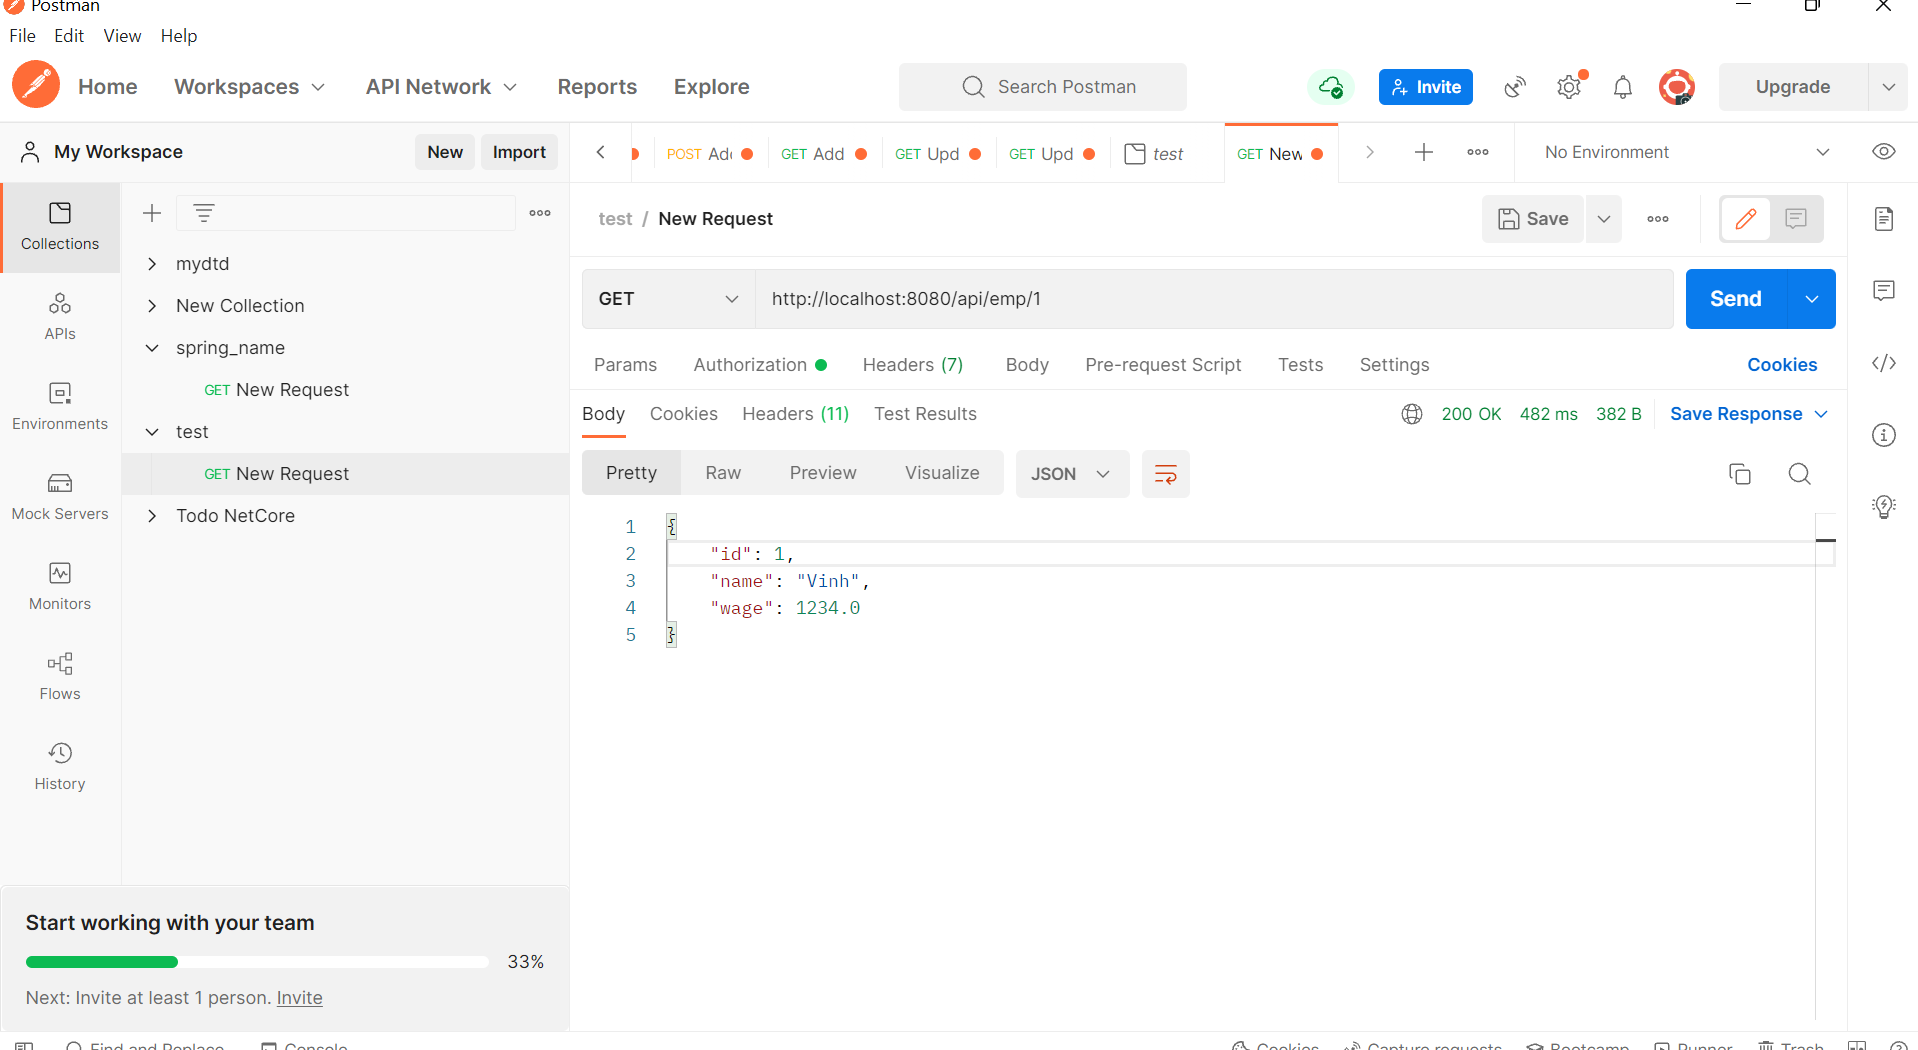 Postman
File Edit View Help
Home Workspaces API Network Reports Explore Search Postman Invite Upgrade
My Workspace New Import
POST Add GET Add GET Upd GET Upd test GET New No Environment
test / New Request Save
Collections
APIs
Environments
Mock Servers
Monitors
Flows
History
mydtd
New Collection
spring_name
GET New Request
test
GET New Request
Todo NetCore
GET http://localhost:8080/api/emp/1 Send
Params Authorization Headers (7) Body Pre-request Script Tests Settings Cookies
Body Cookies Headers (11) Test Results 200 OK 482 ms 382 B Save Response
Pretty Raw Preview Visualize JSON
1 {
2 "id": 1,
3 "name": "Vinh",
4 "wage": 1234.0
5 }
Start working with your team
33%
Next: Invite at least 1 person. Invite
Find and Replace Console Cookies Capture requests Bootcamp Runner Trash